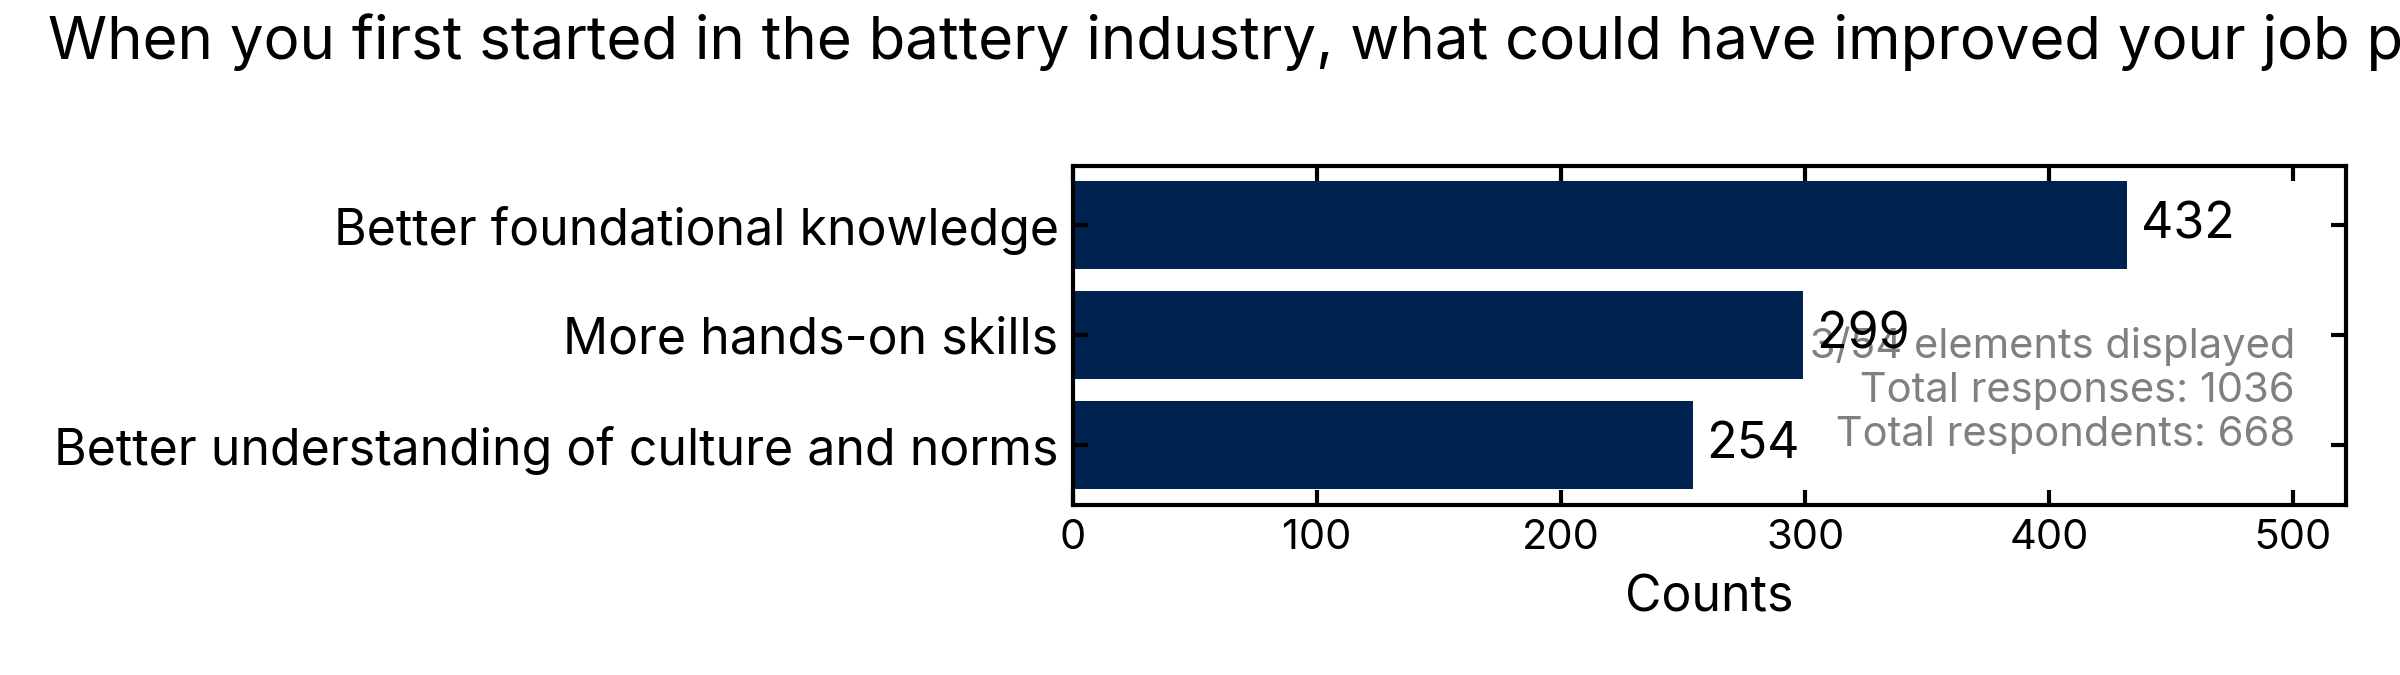 When you first started in the battery industry, what could have improved your job p
Better foundational knowledge
432
More hands-on skills
299
3/54 elements displayed
Total responses: 1036
Better understanding of culture and norms
254
Total respondents: 668
0 100 200 300 400 500
Counts